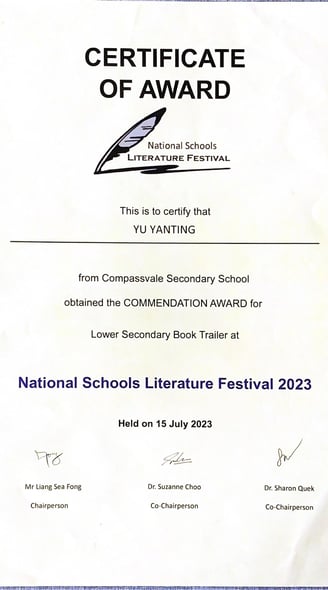 CERTIFICATE
OF AWARD
National Schools
LITERATURE FESTIVAL
This is to certify that
YU YANTING
from Compassvale Secondary School
obtained the COMMENDATION AWARD for
Lower Secondary Book Trailer at
National Schools Literature Festival 2023
Held on 15 July 2023
Mr Liang Sea Fong
Dr. Suzanne Choo
Dr. Sharon Quek
Chairperson
Co-Chairperson
Co-Chairperson